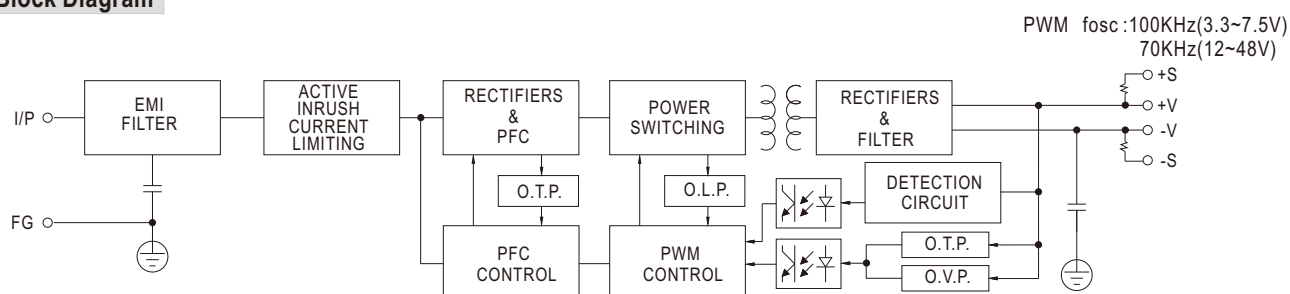 Block Diagram
PWM fosc :100KHz(3.3~7.5V)
70KHz(12~48V)
I/P
EMI
FILTER
ACTIVE
INRUSH
CURRENT
LIMITING
RECTIFIERS
&
PFC
POWER
SWITCHING
RECTIFIERS
&
FILTER
+S
+V
-V
-S
O.T.P.
O.L.P.
DETECTION
CIRCUIT
FG
PFC
CONTROL
PWM
CONTROL
O.T.P.
O.V.P.